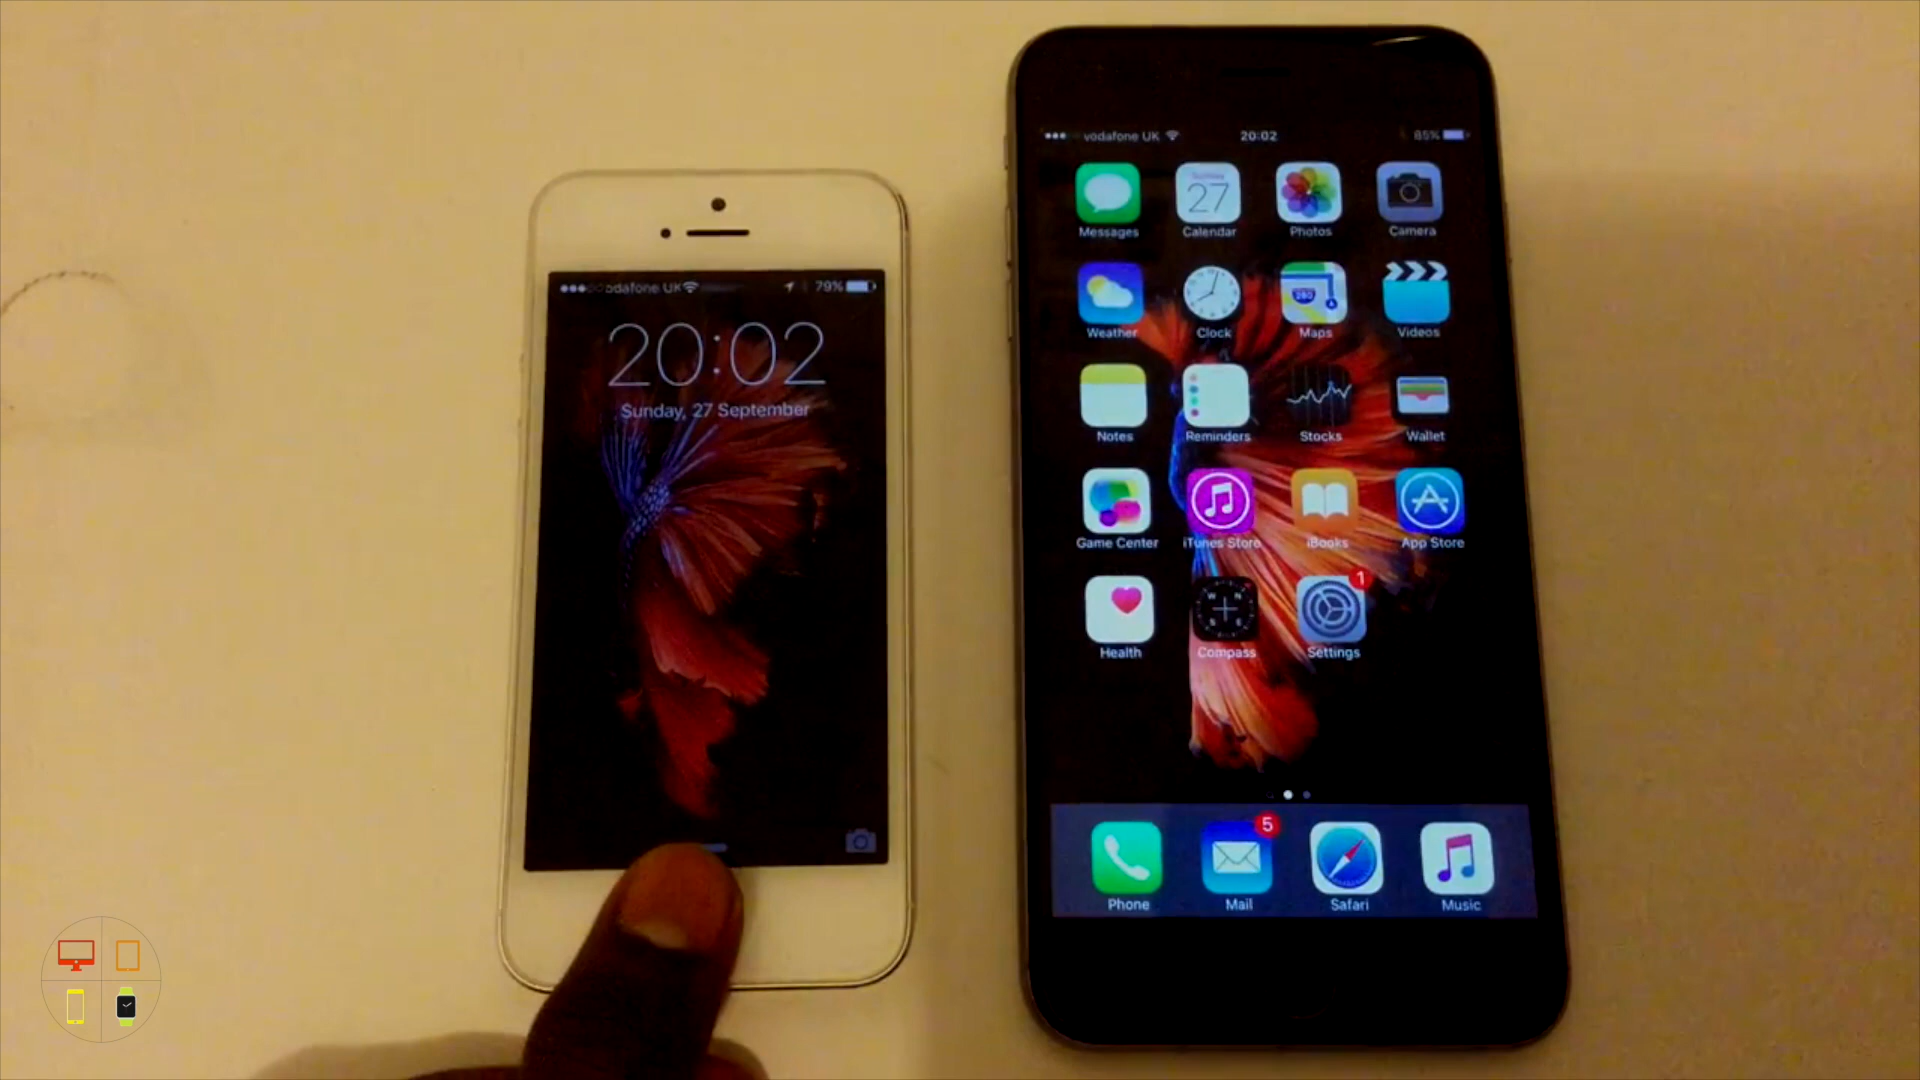 79%
20:02
Sunday, 27 September
vodafone UK 20:02 85%
Messages Calendar Photos Camera
27
Weather Clock Maps Videos
280
Notes Reminders Stocks Wallet
Game Center iTunes Store iBooks App Store
1
W N
S E
Health Compass Settings
5
Phone Mail Safari Music